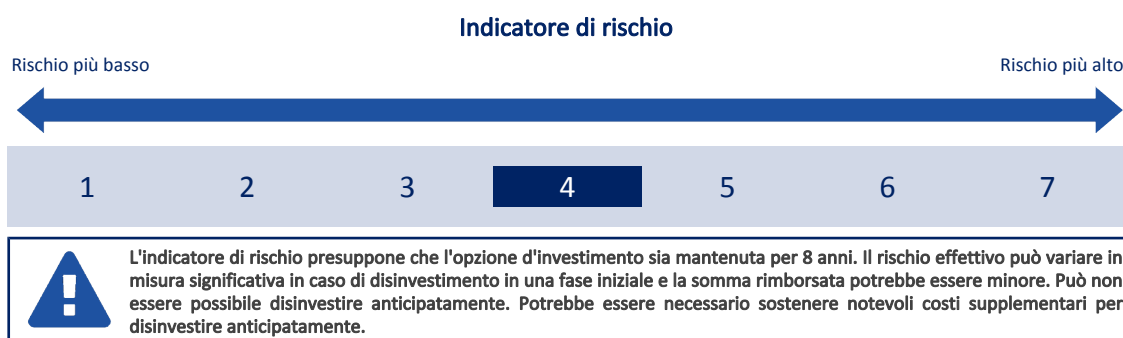 Indicatore di rischio
Rischio più basso
Rischio più alto
1 2 3 4 5 6 7
L'indicatore di rischio presuppone che l'opzione d'investimento sia mantenuta per 8 anni. Il rischio effettivo può variare in
misura significativa in caso di disinvestimento in una fase iniziale e la somma rimborsata potrebbe essere minore. Può non
essere possibile disinvestire anticipatamente. Potrebbe essere necessario sostenere notevoli costi supplementari per
disinvestire anticipatamente.